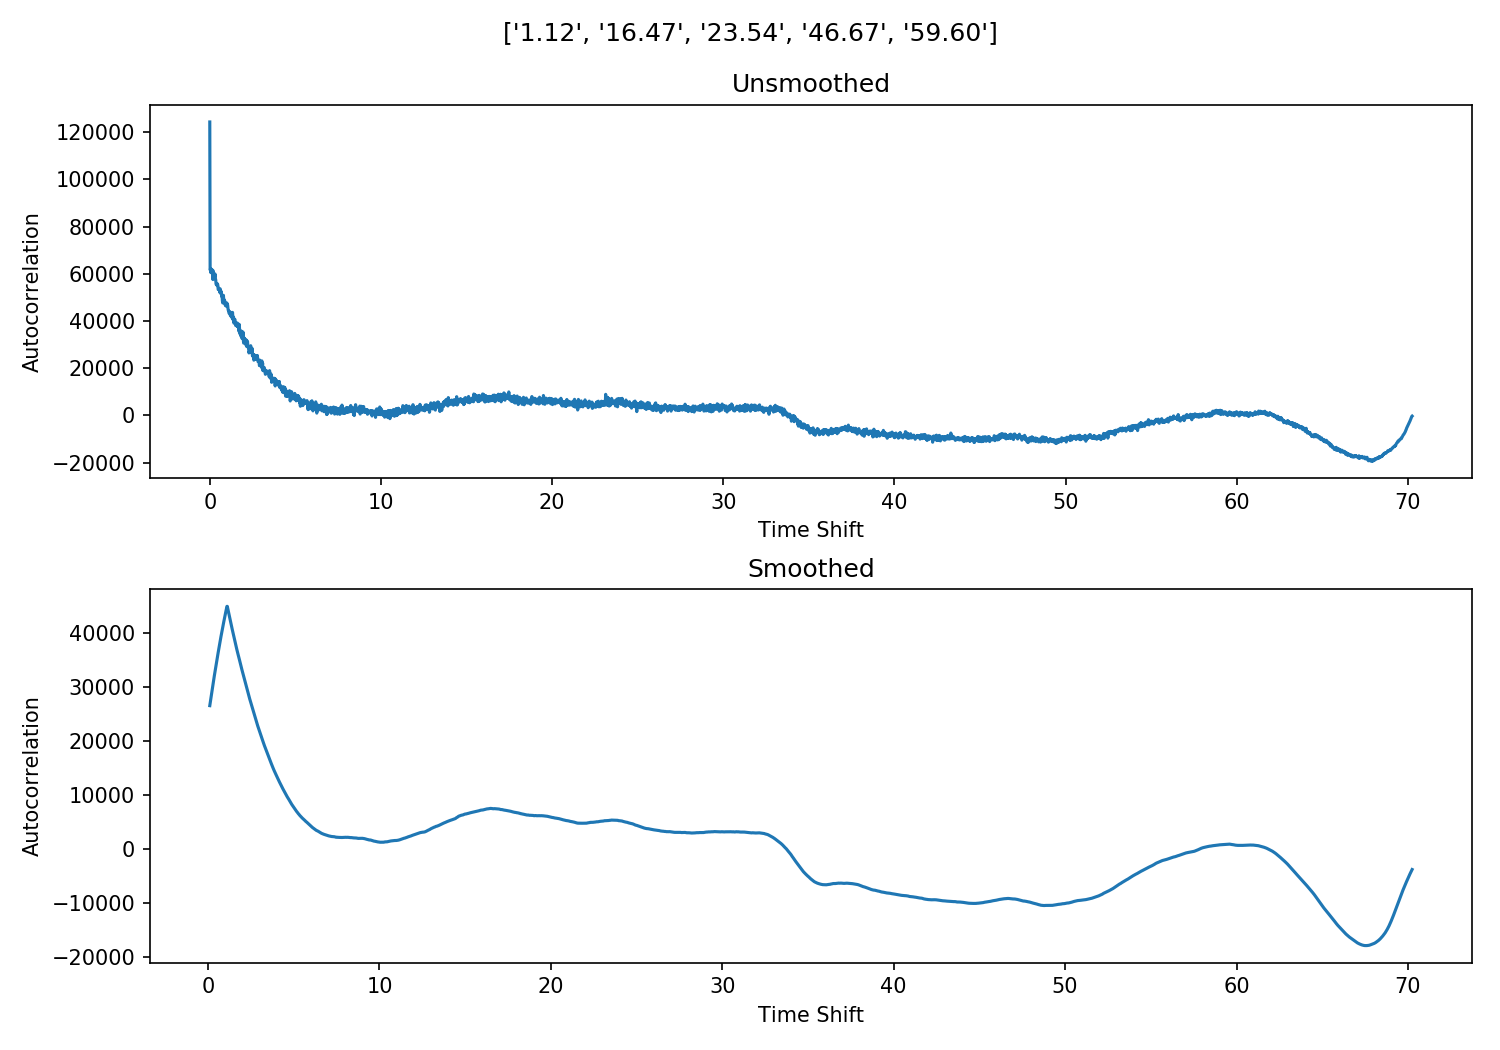 ['1.12', '16.47', '23.54', '46.67', '59.60']
Unsmoothed
120000
100000
80000
60000
40000
20000
0
−20000
Autocorrelation
0 10 20 30 40 50 60 70
Time Shift
Smoothed
40000
30000
20000
10000
0
−10000
−20000
Autocorrelation
0 10 20 30 40 50 60 70
Time Shift